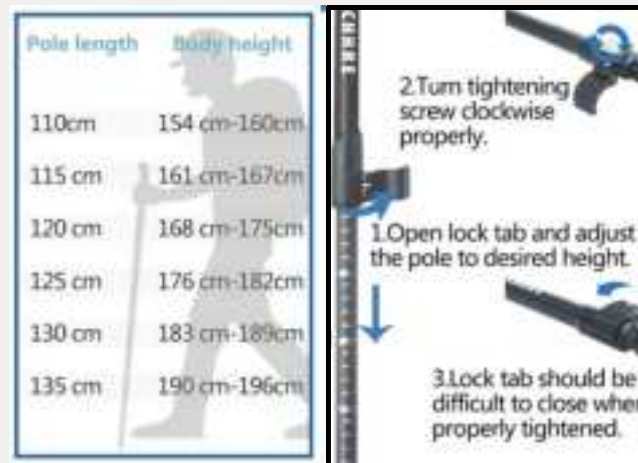 Pole length Body height
110cm 154 cm-160cm
115 cm 161 cm-167cm
120 cm 168 cm-175cm
125 cm 176 cm-182cm
130 cm 183 cm-189cm
135 cm 190 cm-196cm
2.Turn tightening
screw clockwise
properly.
1.Open lock tab and adjust
the pole to desired height.
3.Lock tab should be
difficult to close when
properly tightened.